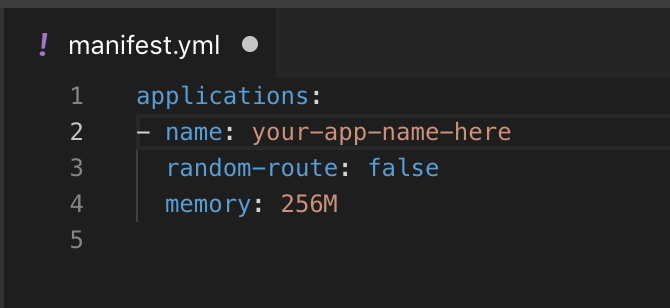 ! manifest.yml
1 applications:
2 - name: your-app-name-here
3 random-route: false
4 memory: 256M
5